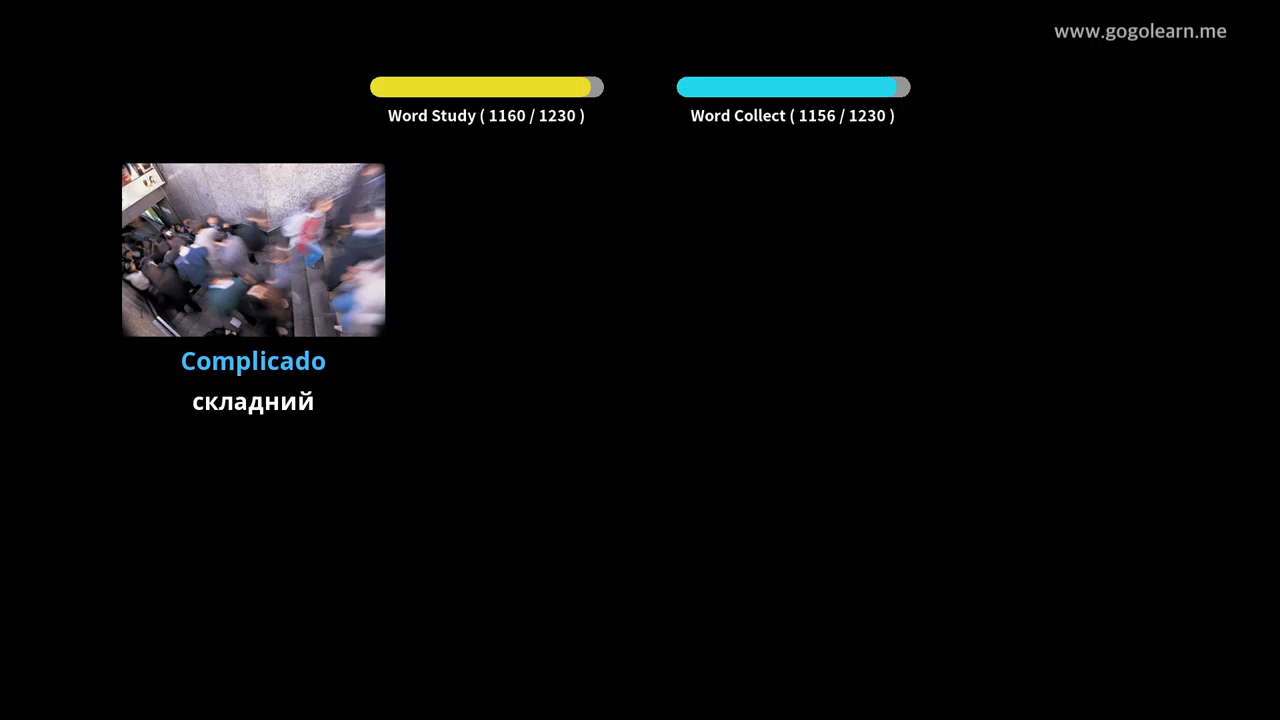 www.gogolearn.me
Word Study ( 1160 / 1230 )
Word Collect ( 1156 / 1230 )
Complicado
складний